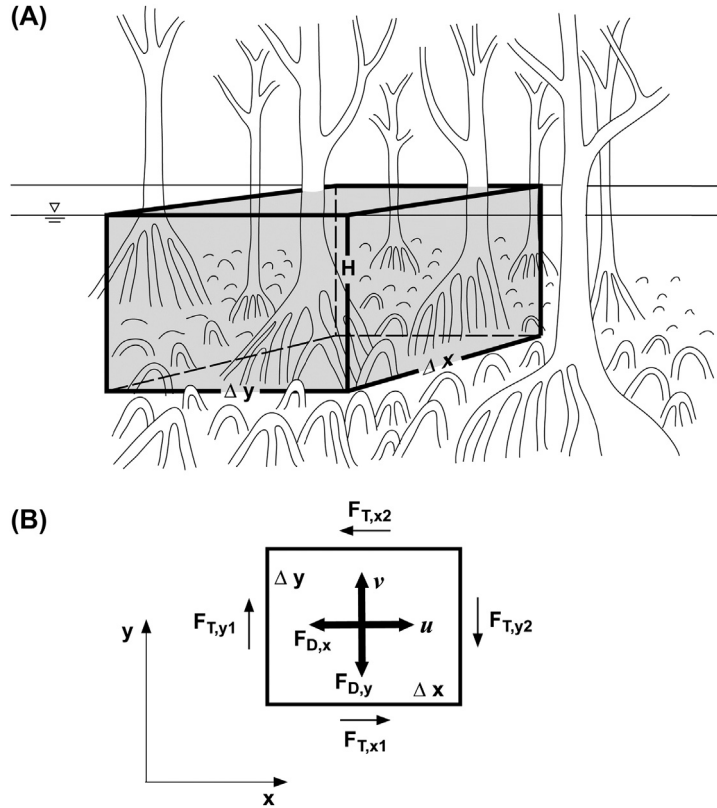 (A)
H
Δ x
Δ y
(B)
F_T,x2
Δ y
v
F_T,y1
F_T,y2
y
u
F_D,x
F_D,y
Δ x
F_T,x1
x